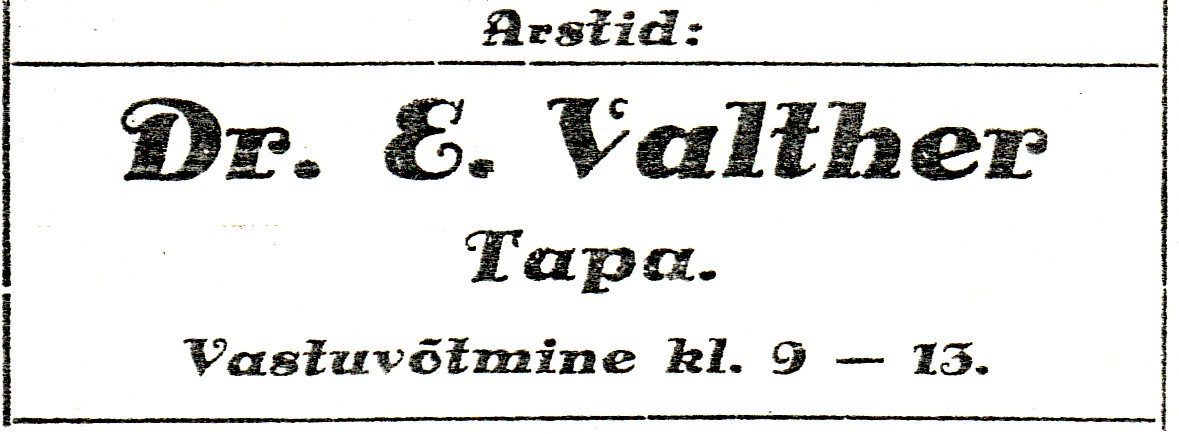 Arstid:
Dr. E. Valther
Tapa.
Vastuvõtmine kl. 9 — 13.